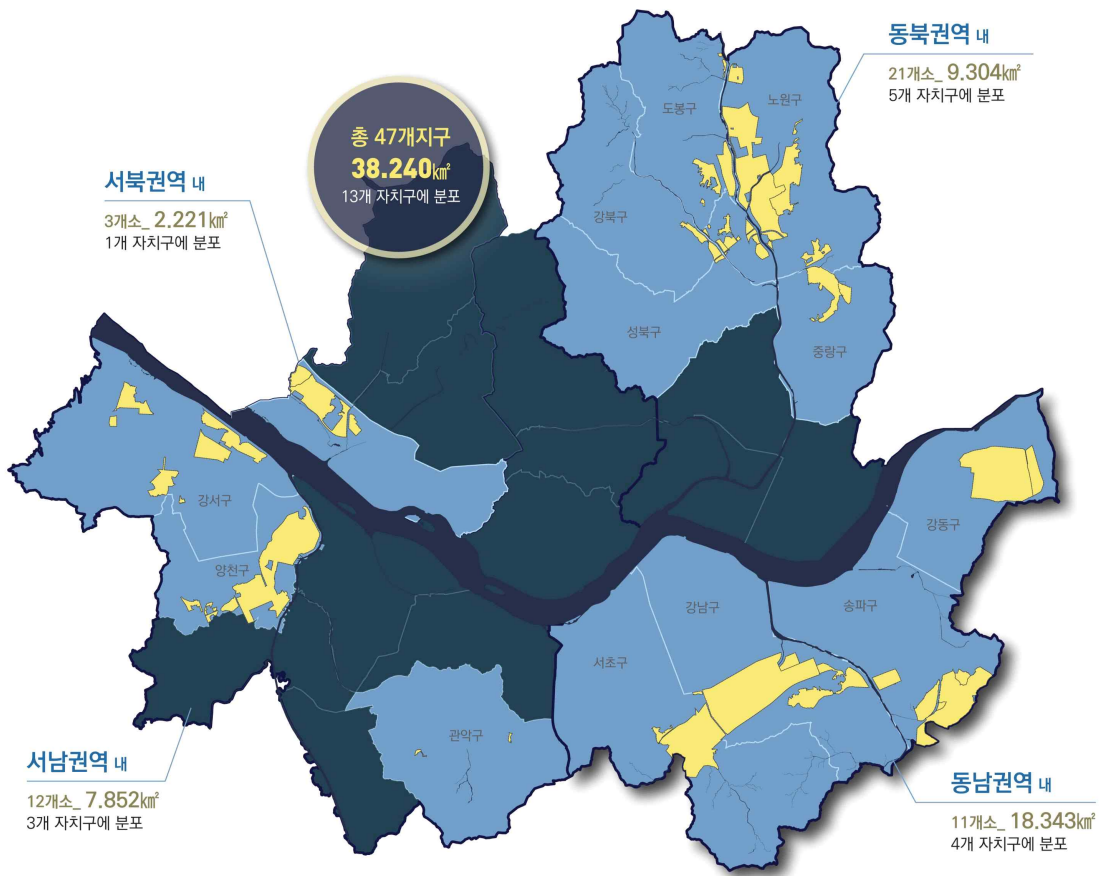 동북권역 내
21개소_ 9.304㎢
5개 자치구에 분포
총 47개지구
38.240㎢
13개 자치구에 분포
서북권역 내
3개소_ 2.221㎢
1개 자치구에 분포
도봉구
노원구
강북구
성북구
중랑구
강서구
양천구
강동구
송파구
강남구
서초구
관악구
서남권역 내
12개소_ 7.852㎢
3개 자치구에 분포
동남권역 내
11개소_ 18.343㎢
4개 자치구에 분포